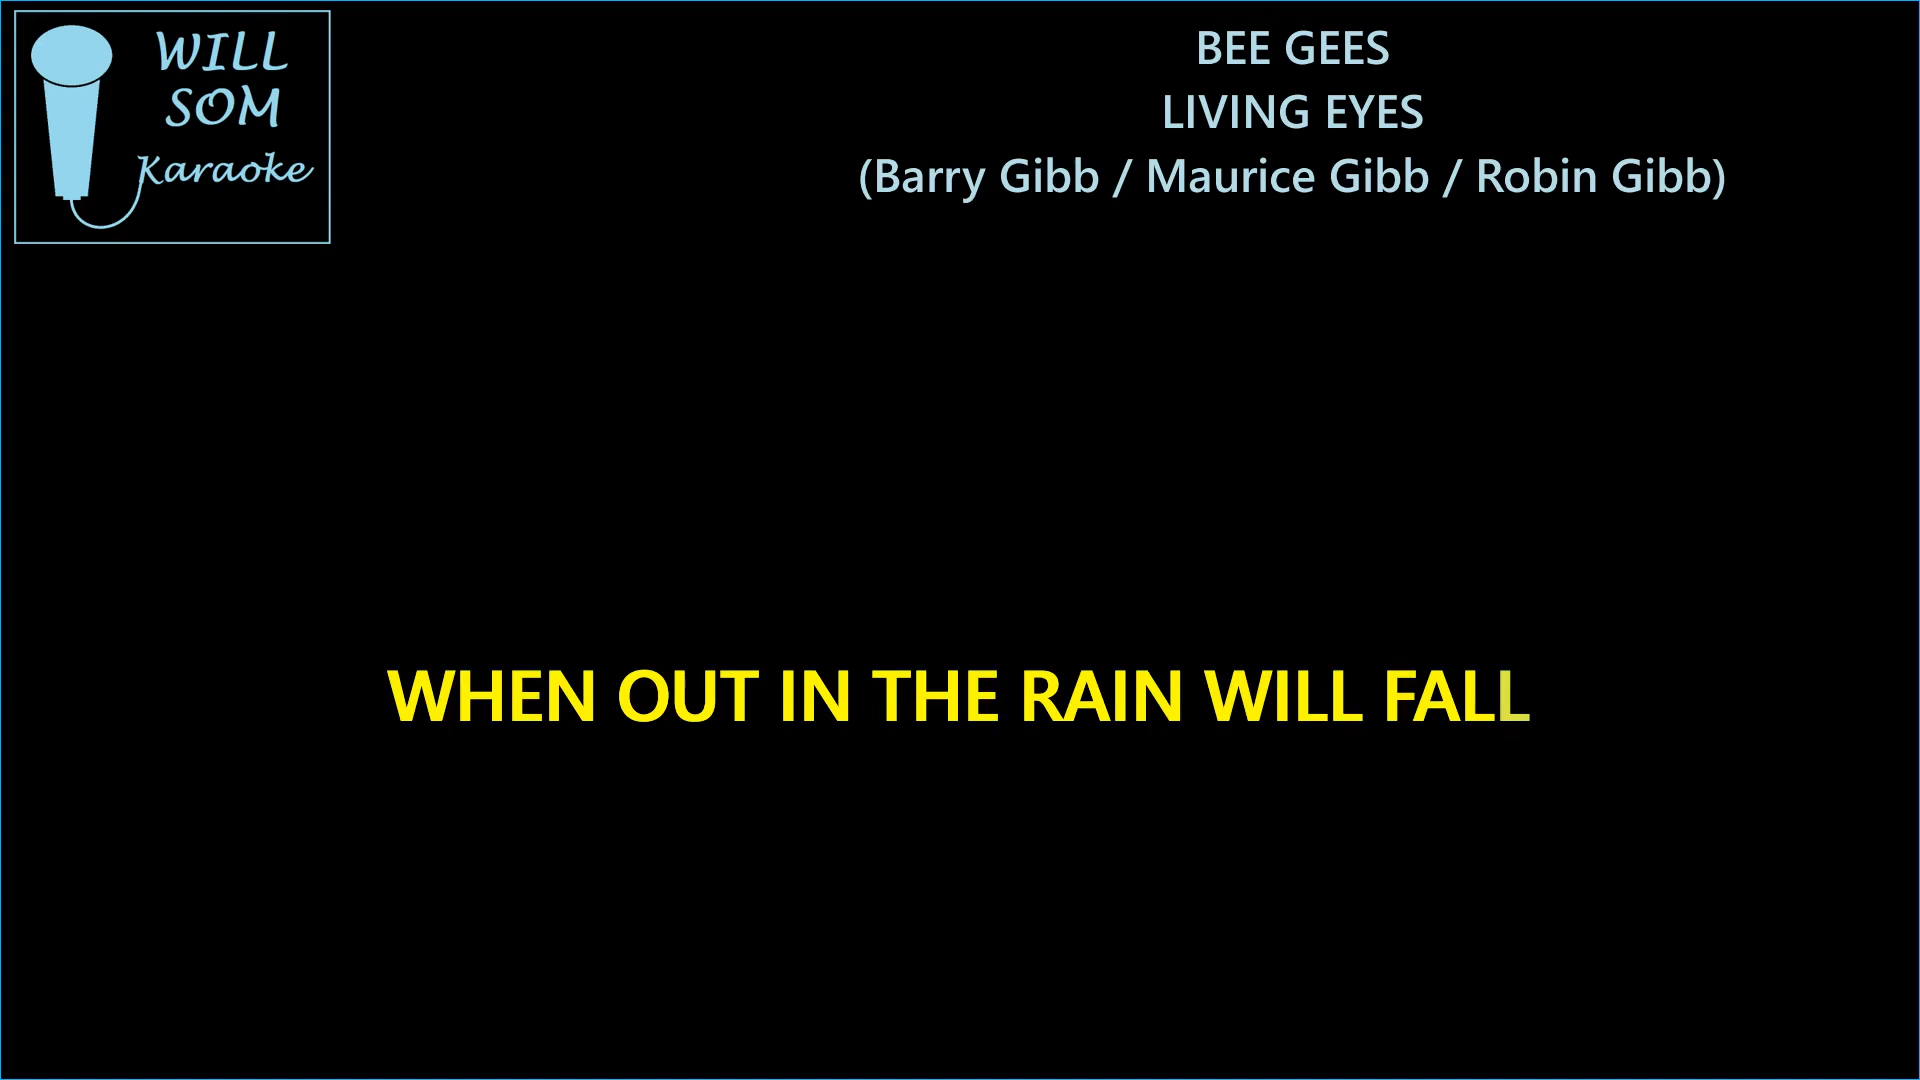 WILL
SOM
Karaoke
BEE GEES
LIVING EYES
(Barry Gibb / Maurice Gibb / Robin Gibb)
WHEN OUT IN THE RAIN WILL FALL